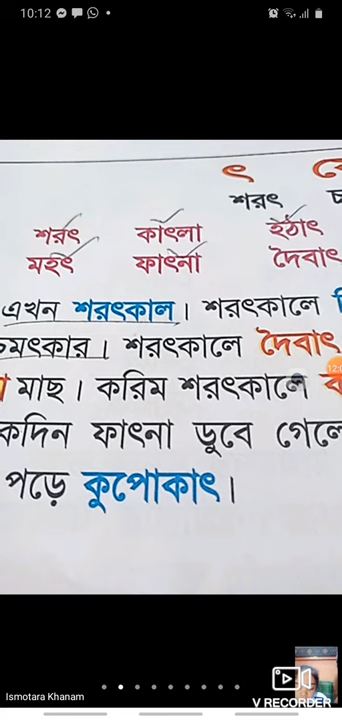 10:12
ৎ
শরৎ
শরৎ কাৎলা হঠাৎ
মহৎ ফাৎনা দৈবাৎ
এখন শরৎকাল। শরৎকালে
চমৎকার। শরৎকালে দৈবাৎ
মাছ। করিম শরৎকালে
কদিন ফাৎনা ডুবে গেলে
পড়ে কুপোকাৎ।
Ismotara Khanam
V RECORDER